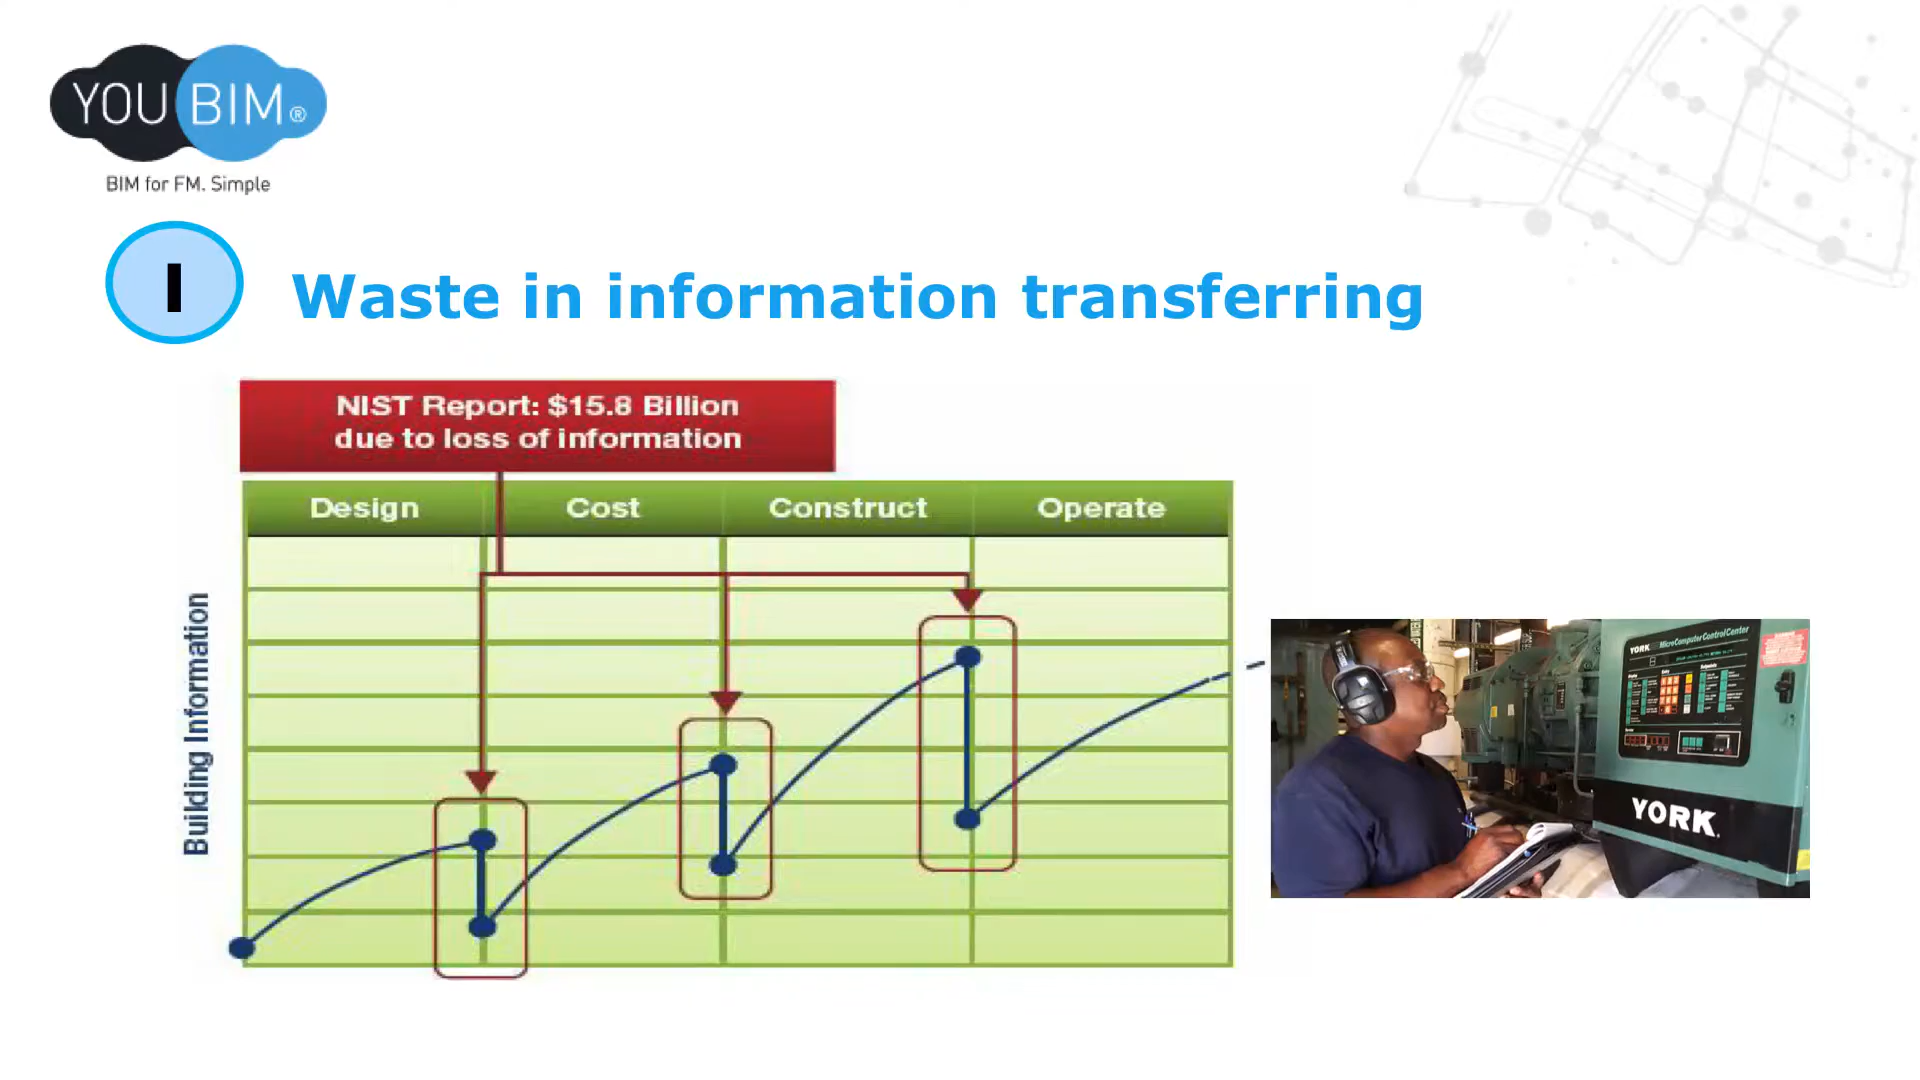 YOU BIM®
BIM for FM. Simple
I
Waste in information transferring
NIST Report: $15.8 Billion
due to loss of information
Design Cost Construct Operate
Building Information
YORK MicroComputerControlCenter
YORK